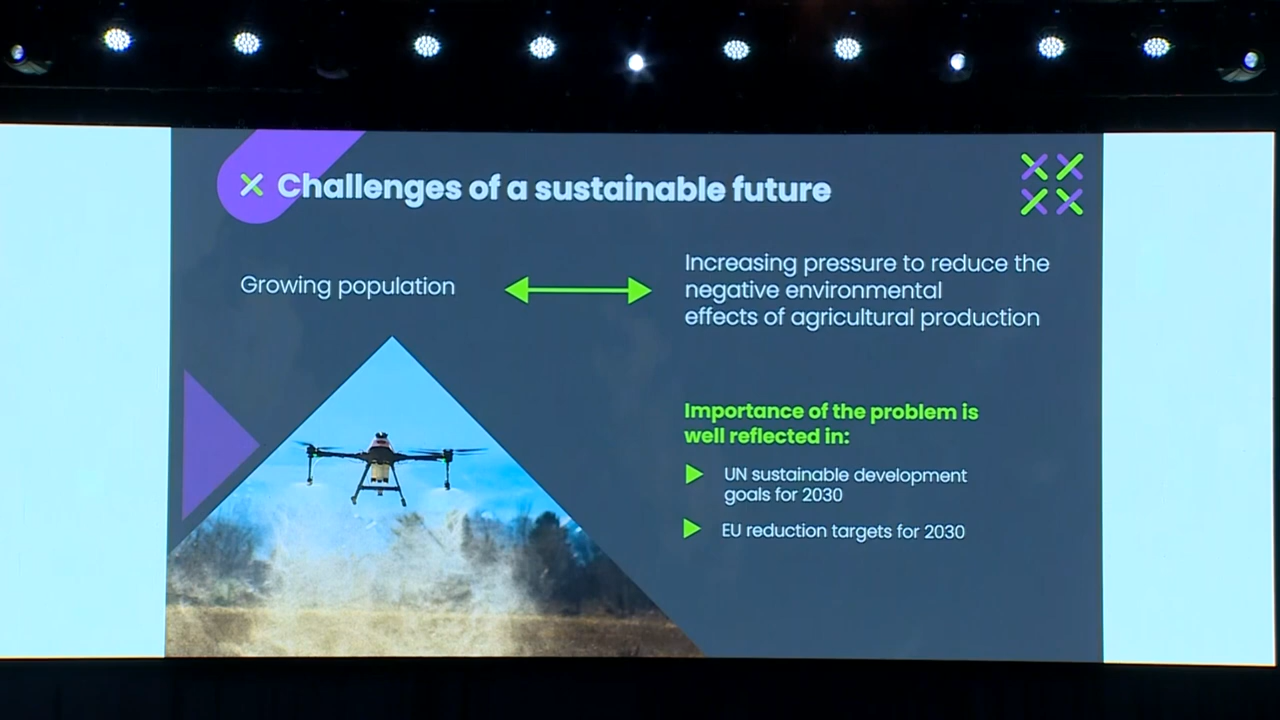 Challenges of a sustainable future
Growing population
Increasing pressure to reduce the
negative environmental
effects of agricultural production
Importance of the problem is
well reflected in:
UN sustainable development
goals for 2030
EU reduction targets for 2030